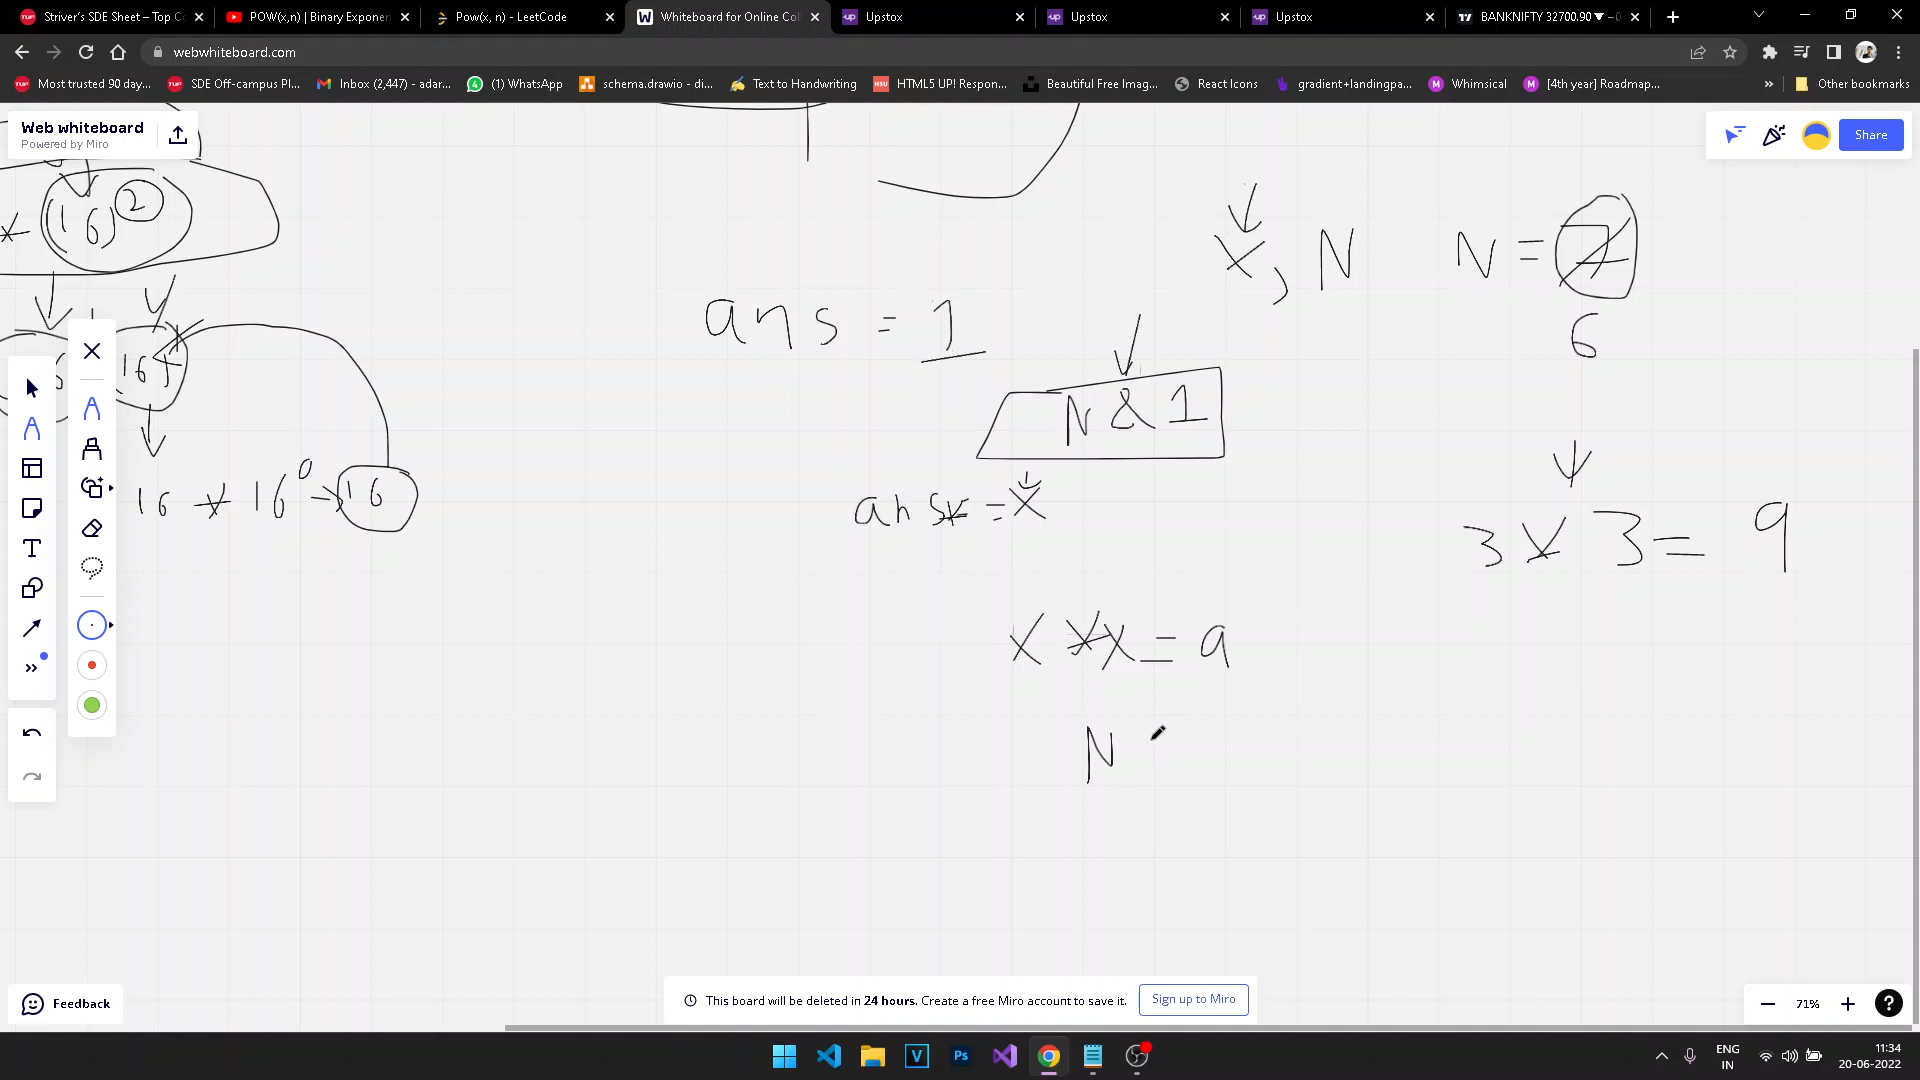 Striver's SDE Sheet – Top C
POW(x,n) | Binary Exponen
Pow(x, n) - LeetCode
Whiteboard for Online Coll
Upstox
Upstox
Upstox
BANKNIFTY 32700.90 ▼ –
webwhiteboard.com
Most trusted 90 day...
SDE Off-campus Pl...
Inbox (2,447) - adar...
(1) WhatsApp
schema.drawio - di...
Text to Handwriting
HTML5 UP! Respon...
Beautiful Free Imag...
React Icons
gradient+landingpa...
Whimsical
[4th year] Roadmap...
»
Other bookmarks
Web whiteboard
Powered by Miro
Share
* (16)2
x, N N = 7
6
ans = 1
N & 1
16
16 * 16 0 → 16
ans* = x
3 * 3 = 9
x * x = 9
N
This board will be deleted in 24 hours. Create a free Miro account to save it.
Sign up to Miro
Feedback
71%
ENG
IN
11:34
20-06-2022